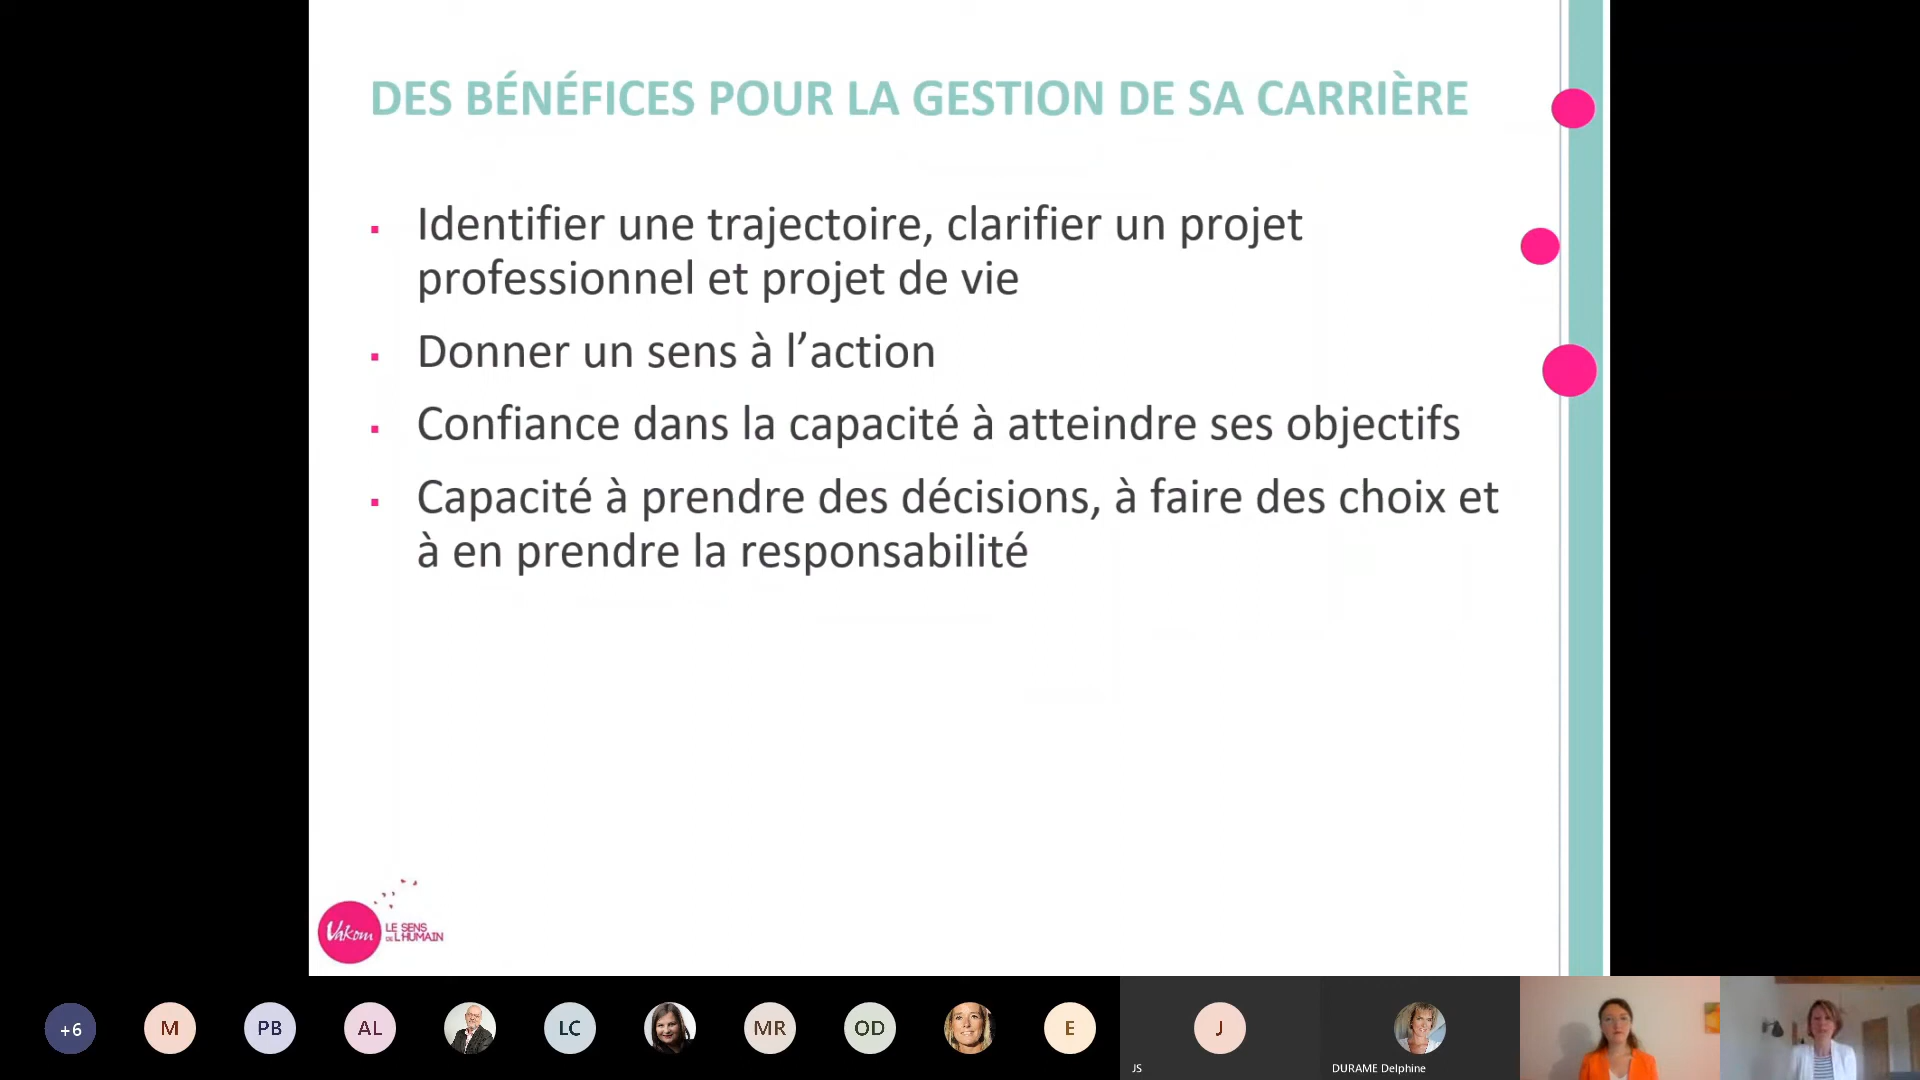 DES BÉNÉFICES POUR LA GESTION DE SA CARRIÈRE
Identifier une trajectoire, clarifier un projet
professionnel et projet de vie
Donner un sens à l’action
Confiance dans la capacité à atteindre ses objectifs
Capacité à prendre des décisions, à faire des choix et
à en prendre la responsabilité
Vakom
LE SENS
DE L'HUMAIN
+6
M
PB
AL
LC
MR
OD
E
J
JS
DURAME Delphine